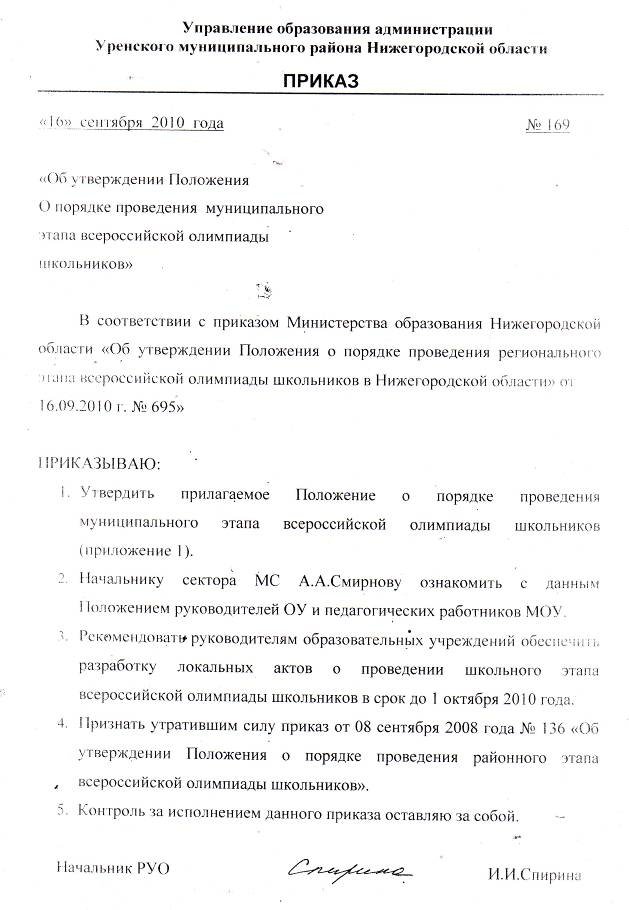 Управление образования администрации
Уренского муниципального района Нижегородской области
ПРИКАЗ
«16» сентября 2010 года № 169
«Об утверждении Положения
О порядке проведения муниципального
этапа всероссийской олимпиады
школьников»
В соответствии с приказом Министерства образования Нижегородской
области «Об утверждении Положения о порядке проведения регионального
этапа всероссийской олимпиады школьников в Нижегородской области» от
16.09.2010 г. № 695»
ПРИКАЗЫВАЮ:
1. Утвердить прилагаемое Положение о порядке проведения
муниципального этапа всероссийской олимпиады школьников
(приложение 1).
2. Начальнику сектора МС А.А.Смирнову ознакомить с данным
Положением руководителей ОУ и педагогических работников МОУ.
3. Рекомендовать руководителям образовательных учреждений обеспечить
разработку локальных актов о проведении школьного этапа
всероссийской олимпиады школьников в срок до 1 октября 2010 года.
4. Признать утратившим силу приказ от 08 сентября 2008 года № 136 «Об
утверждении Положения о порядке проведения районного этапа
всероссийской олимпиады школьников».
5. Контроль за исполнением данного приказа оставляю за собой.
Начальник РУО Спирина И.И.Спирина